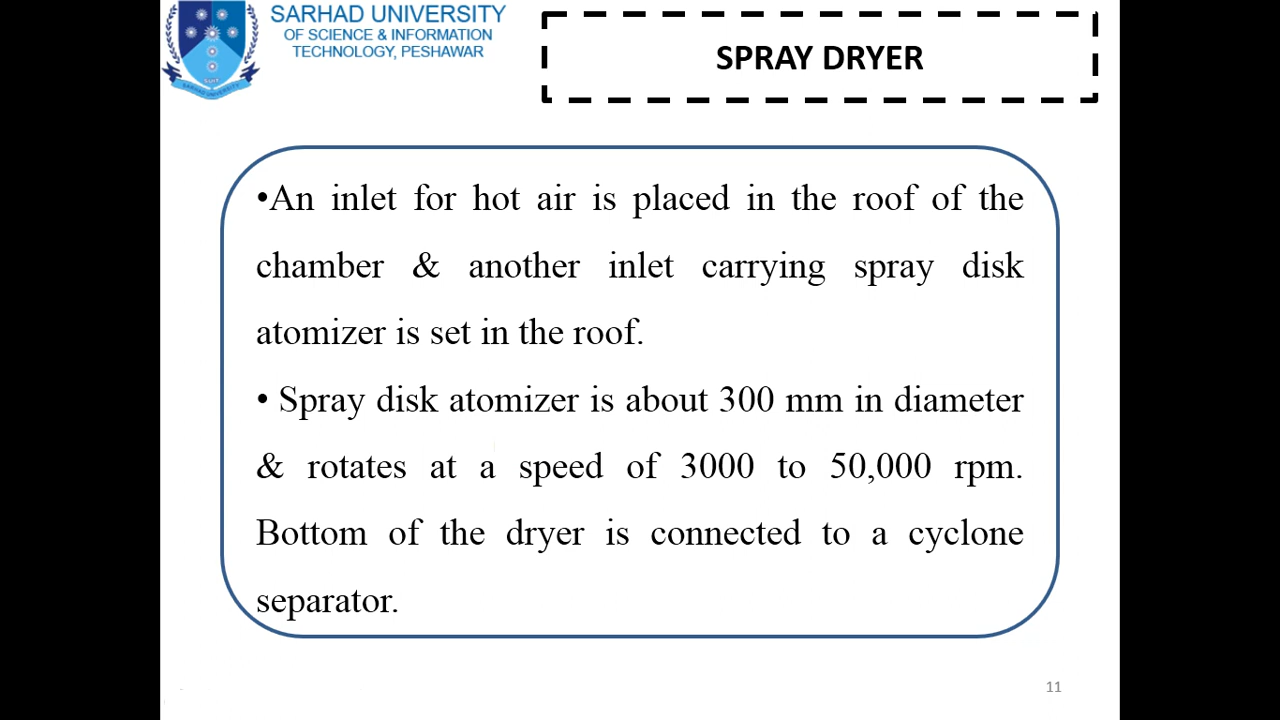 SARHAD UNIVERSITY
OF SCIENCE & INFORMATION
TECHNOLOGY, PESHAWAR
SPRAY DRYER
•An inlet for hot air is placed in the roof of the
chamber & another inlet carrying spray disk
atomizer is set in the roof.
• Spray disk atomizer is about 300 mm in diameter
& rotates at a speed of 3000 to 50,000 rpm.
Bottom of the dryer is connected to a cyclone
separator.
11